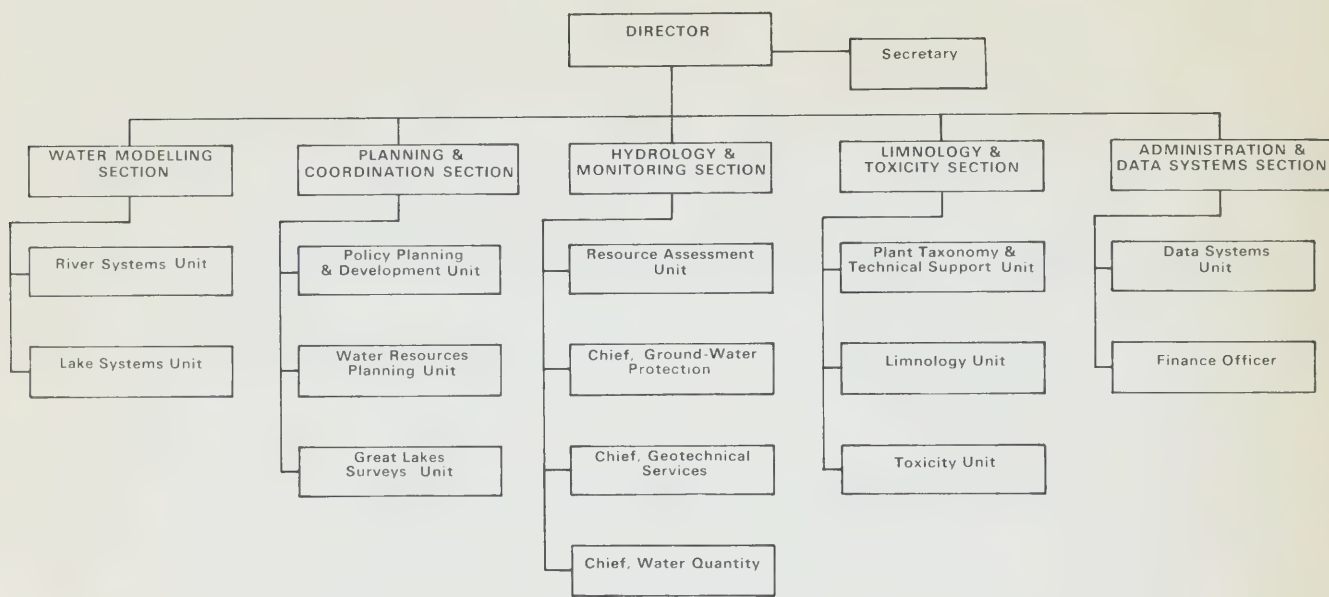 DIRECTOR
Secretary
WATER MODELLING
SECTION
River Systems Unit
Lake Systems Unit
PLANNING &
COORDINATION SECTION
Policy Planning
& Development Unit
Water Resources
Planning Unit
Great Lakes
Surveys Unit
HYDROLOGY &
MONITORING SECTION
Resource Assessment
Unit
Chief, Ground-Water
Protection
Chief, Geotechnical
Services
Chief, Water Quantity
LIMNOLOGY &
TOXICITY SECTION
Plant Taxonomy &
Technical Support Unit
Limnology Unit
Toxicity Unit
ADMINISTRATION &
DATA SYSTEMS SECTION
Data Systems
Unit
Finance Officer